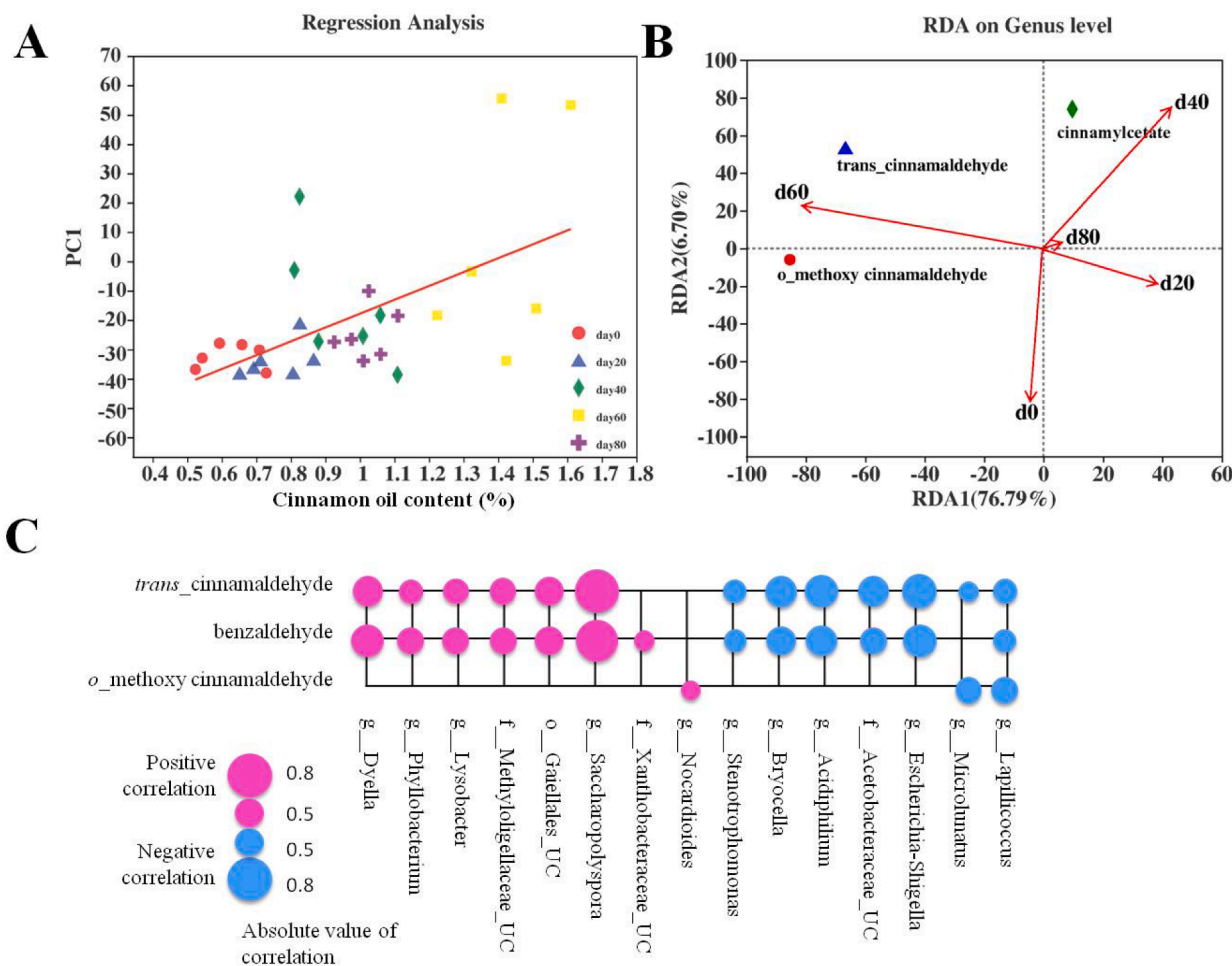 A
Regression Analysis
70
60
50
40
30
20
10
0
-10
-20
-30
-40
-50
-60
PC1
0.4 0.5 0.6 0.7 0.8 0.9 1 1.1 1.2 1.3 1.4 1.5 1.6 1.7 1.8
Cinnamon oil content (%)
day0
day20
day40
day60
day80
B
RDA on Genus level
100
80
60
40
20
0
-20
-40
-60
-80
-100
RDA2(6.70%)
d40
cinnamylcetate
trans_cinnamaldehyde
d60
d80
o_methoxy cinnamaldehyde
d20
d0
-100 -80 -60 -40 -20 0 20 40 60
RDA1(76.79%)
C
trans_cinnamaldehyde
benzaldehyde
o_methoxy cinnamaldehyde
g__Dyella
g__Phyllobacterium
g__Lysobacter
f__Methyloligellaceae_UC
o__Gaiellales_UC
g__Saccharopolyspora
f__Xanthobacteraceae_UC
g__Nocardioides
g__Stenotrophomonas
g__Bryocella
g__Acidiphilium
f__Acetobacteraceae_UC
g__Escherichia-Shigella
g__Microlunatus
g__Lapillicoccus
Positive
correlation
0.8
0.5
Negative
correlation
0.5
0.8
Absolute value of
correlation